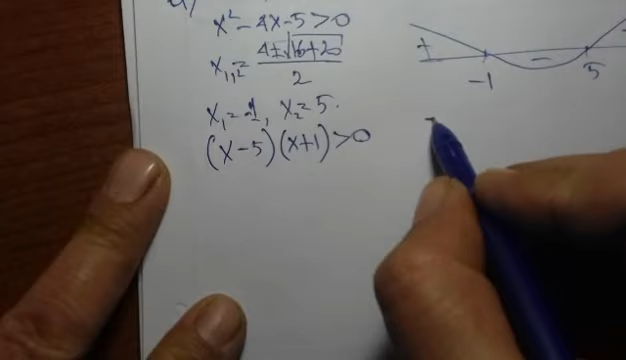 x² - 4x - 5 > 0
x₁,₂ = (4 ± √(16+20)) / 2
x₁ = -1, x₂ = 5.
(x-5)(x+1) > 0
+ -
-1 5